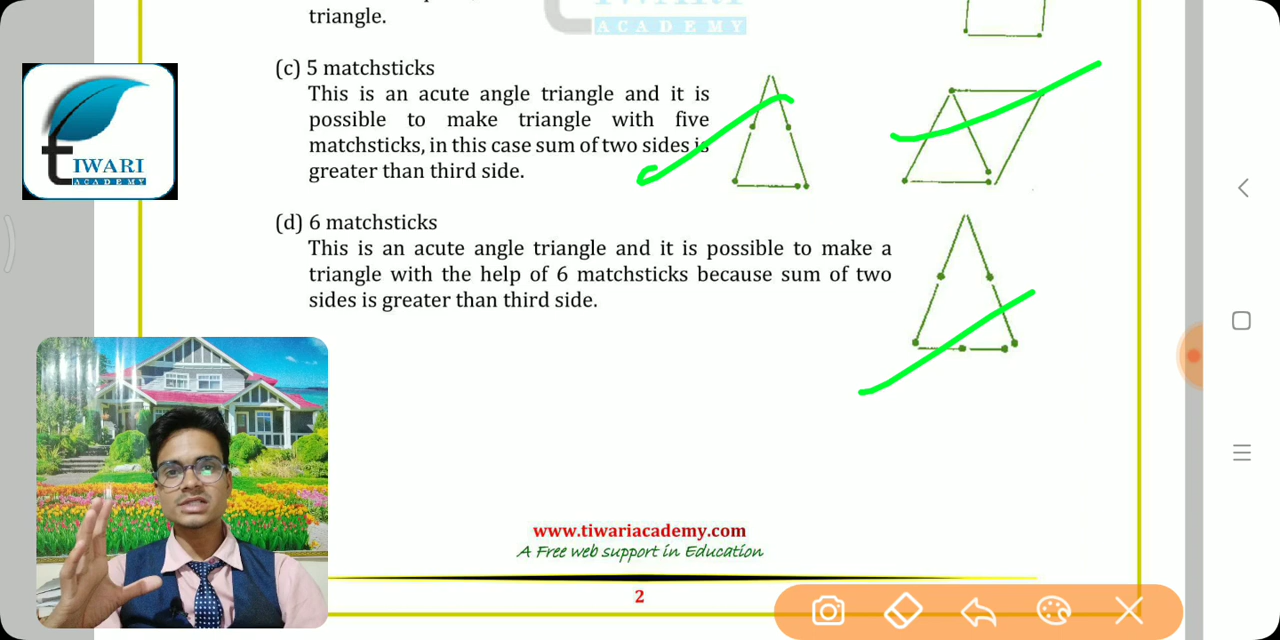 triangle.
ACADEMY
(c) 5 matchsticks
This is an acute angle triangle and it is
possible to make triangle with five
matchsticks, in this case sum of two sides is
greater than third side.
TIWARI
ACADEMY
(d) 6 matchsticks
This is an acute angle triangle and it is possible to make a
triangle with the help of 6 matchsticks because sum of two
sides is greater than third side.
www.tiwariacademy.com
A Free web support in Education
2